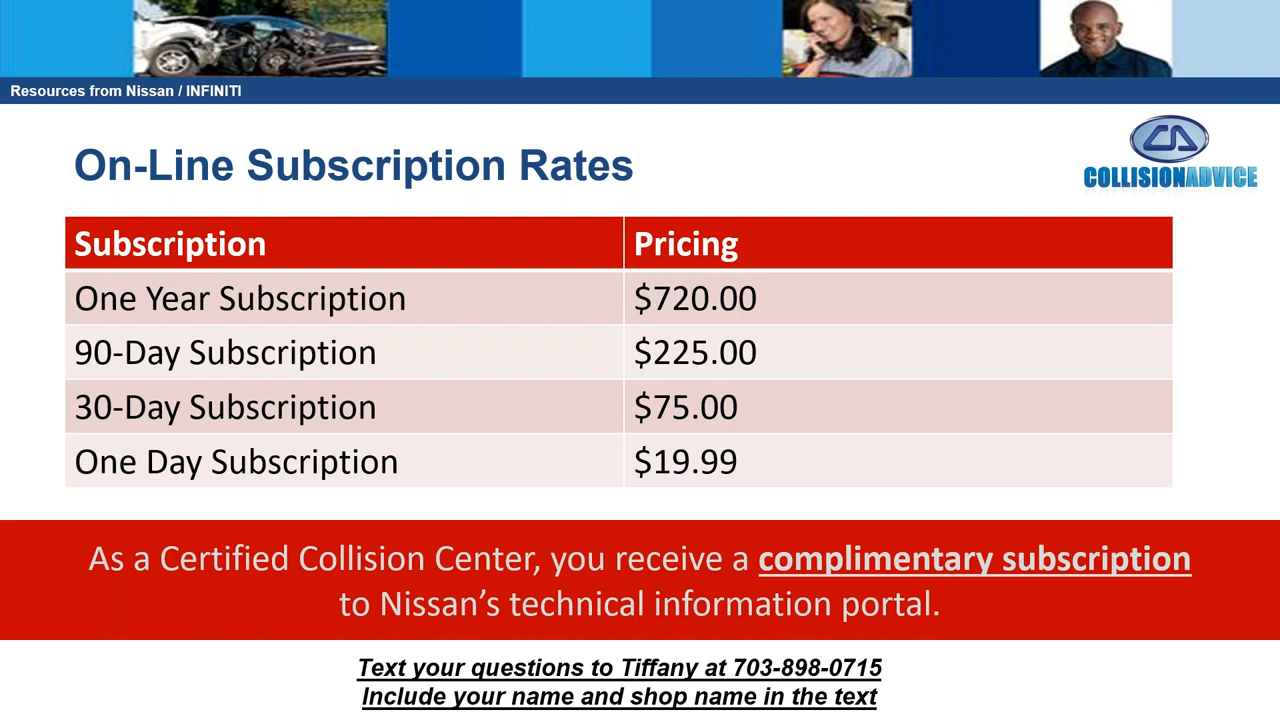 Resources from Nissan / INFINITI
On-Line Subscription Rates
COLLISIONADVICE
Subscription Pricing
One Year Subscription $720.00
90-Day Subscription $225.00
30-Day Subscription $75.00
One Day Subscription $19.99
As a Certified Collision Center, you receive a complimentary subscription
to Nissan’s technical information portal.
Text your questions to Tiffany at 703-898-0715
Include your name and shop name in the text